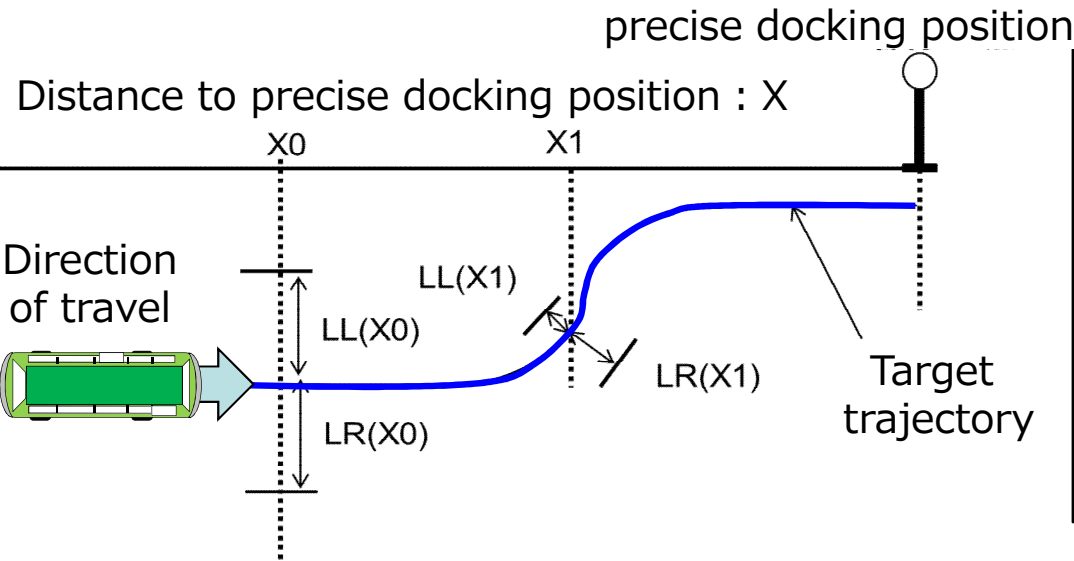 precise docking position
Distance to precise docking position : X
X0
X1
Direction
of travel
LL(X1)
LL(X0)
LR(X1)
LR(X0)
Target
trajectory